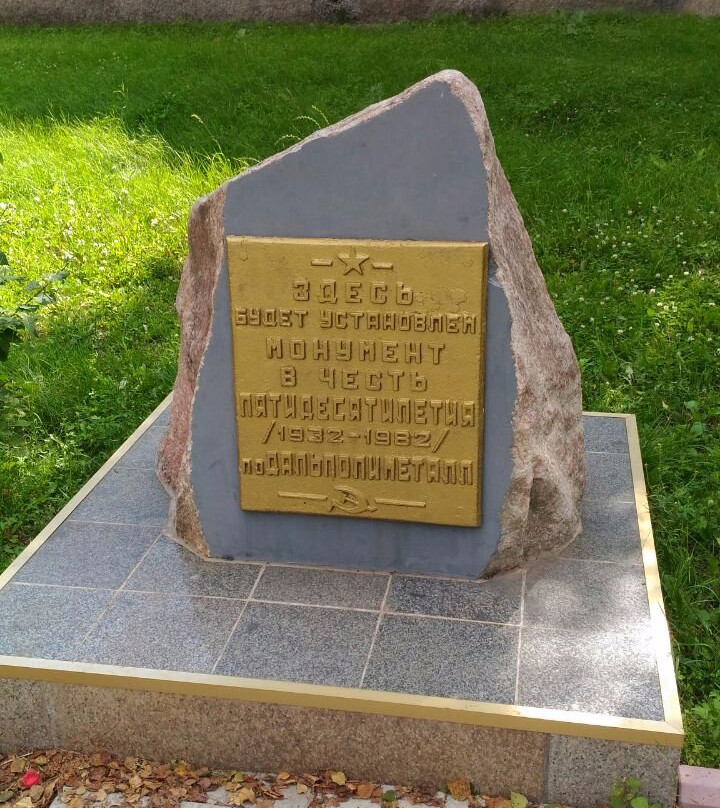 ЗДЕСЬ
БУДЕТ УСТАНОВЛЕН
МОНУМЕНТ
В ЧЕСТЬ
ПЯТИДЕСЯТИЛЕТИЯ
/1932-1982/
ПО ДАЛЬПОЛИМЕТАЛЛ